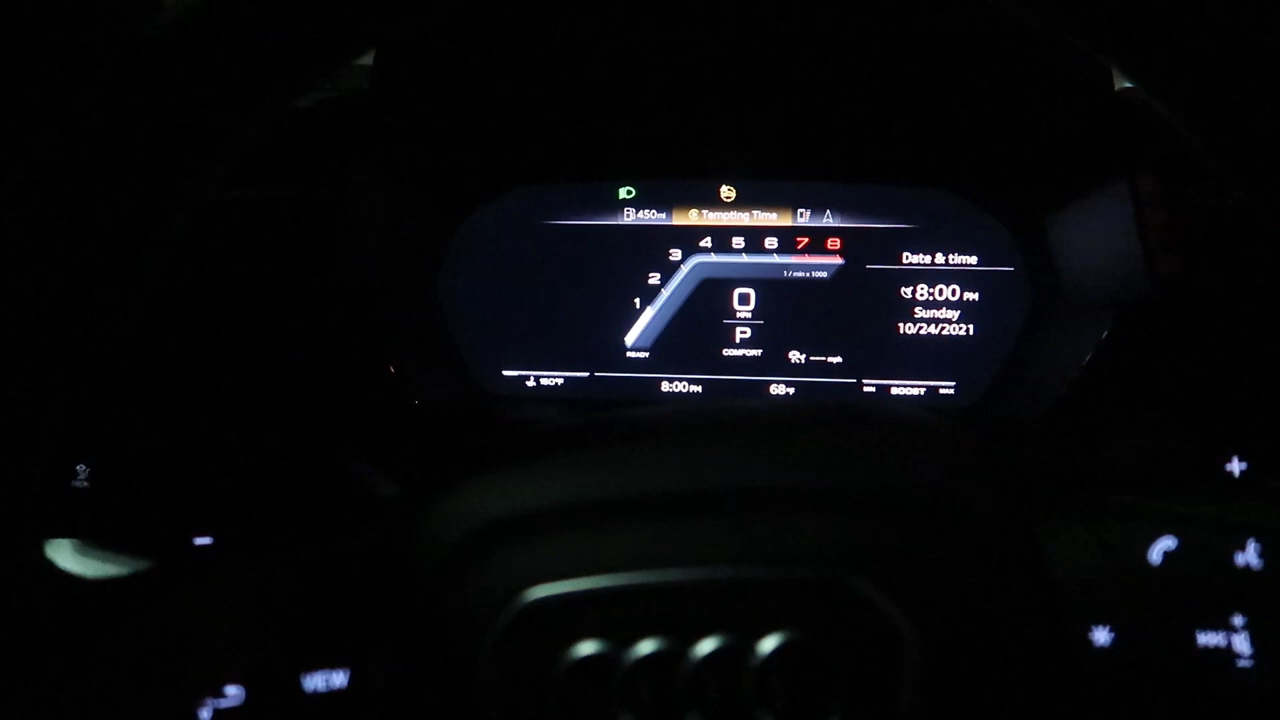 450mi
Tempting Time
3 4 5 6 7 8
2
1
1 / min x 1000
Date & time
0
MPH
8:00 PM
Sunday
10/24/2021
P
COMFORT
READY
--- mph
8:00 PM
68°F
MIN BOOST MAX
VIEW